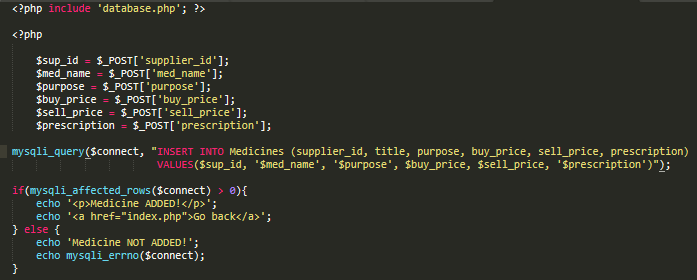 <?php include 'database.php'; ?>
<?php
$sup_id = $_POST['supplier_id'];
$med_name = $_POST['med_name'];
$purpose = $_POST['purpose'];
$buy_price = $_POST['buy_price'];
$sell_price = $_POST['sell_price'];
$prescription = $_POST['prescription'];
mysqli_query($connect, "INSERT INTO Medicines (supplier_id, title, purpose, buy_price, sell_price, prescription)
VALUES($sup_id, '$med_name', '$purpose', $buy_price, $sell_price, '$prescription')");
if(mysqli_affected_rows($connect) > 0){
echo '<p>Medicine ADDED!</p>';
echo '<a href="index.php">Go back</a>';
} else {
echo 'Medicine NOT ADDED!';
echo mysqli_errno($connect);
}